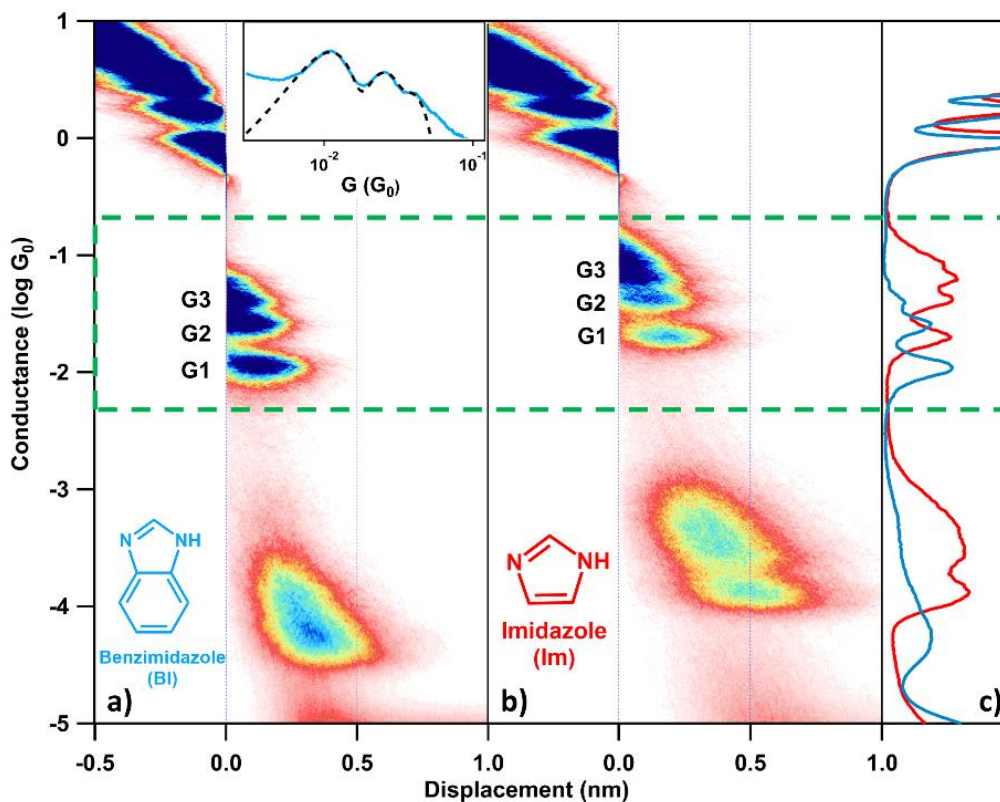 1
0
-1
-2
-3
-4
-5
Conductance (log G0)
10-2
10-1
G (G0)
G3
G2
G1
N
NH
Benzimidazole
(BI)
a)
G3
G2
G1
N
NH
Imidazole
(Im)
b)
c)
-0.5
0.0
0.5
1.0
0.0
0.5
1.0
Displacement (nm)